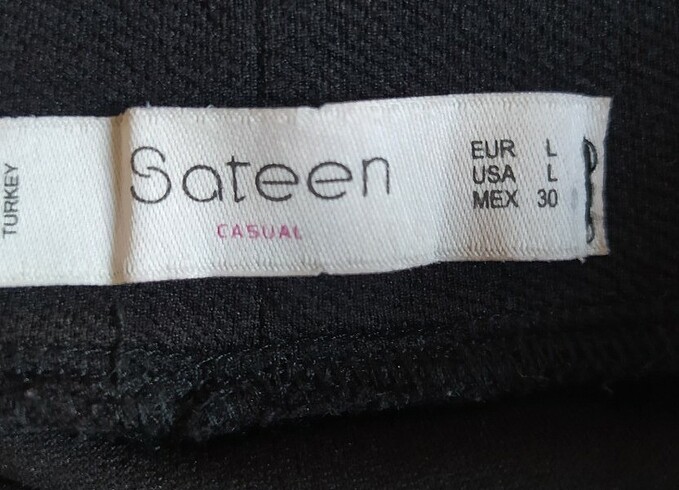 TURKEY
Sateen
CASUAL
EUR L
USA L
MEX 30